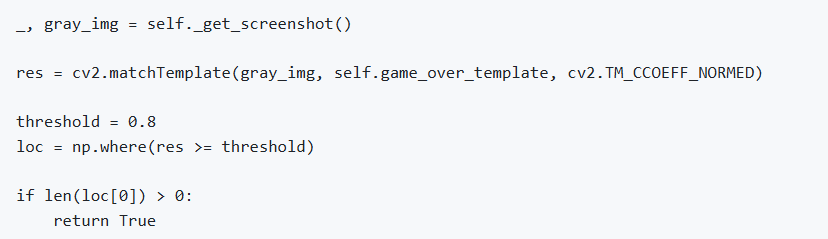 _, gray_img = self._get_screenshot()
res = cv2.matchTemplate(gray_img, self.game_over_template, cv2.TM_CCOEFF_NORMED)
threshold = 0.8
loc = np.where(res >= threshold)
if len(loc[0]) > 0:
    return True